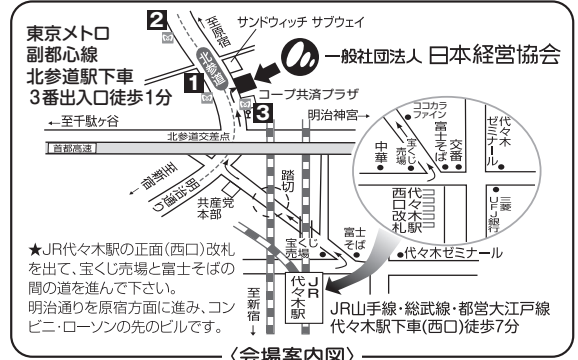 東京メトロ
副都心線
北参道駅下車
3番出入口徒歩1分
2
至原宿
サンドウィッチ サブウェイ
北参道
一般社団法人 日本経営協会
1
コープ共済プラザ
3
←至千駄ヶ谷
明治神宮→
北参道交差点
首都高速
至新宿
明治通り
共産党
本部
踏切
宝くじ
売場
富士
そば
代々木ゼミナール
ココカラ
ファイン
中華
宝くじ
売場
富士そば
交番
代々木
ゼミナール
代々木駅
西口改札
三菱
UFJ銀行
★JR代々木駅の正面(西口)改札
を出て、宝くじ売場と富士そばの
間の道を進んで下さい。
明治通りを原宿方面に進み、コン
ビニ・ローソンの先のビルです。
至新宿
↓
JR
代々木駅
JR山手線・総武線・都営大江戸線
代々木駅下車(西口)徒歩7分
〈会場案内図〉